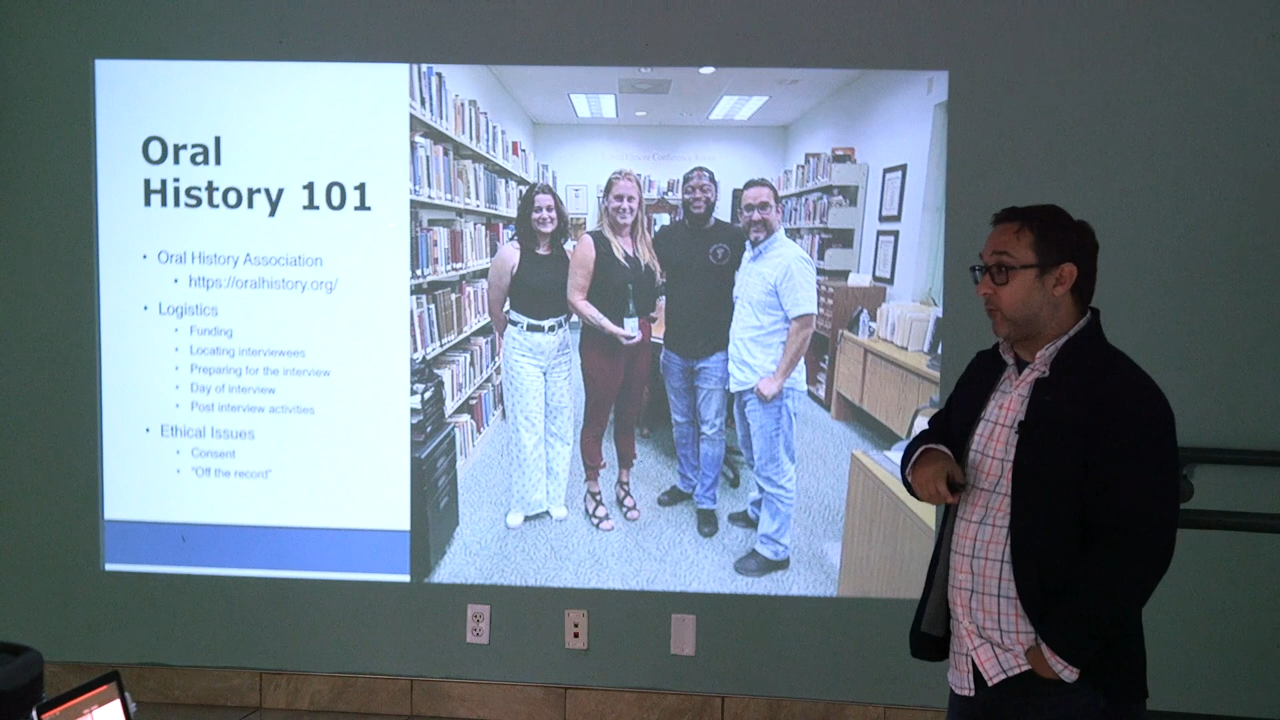 Oral
History 101
• Oral History Association
• https://oralhistory.org/
• Logistics
• Funding
• Locating interviewees
• Preparing for the interview
• Day of interview
• Post interview activities
• Ethical Issues
• Consent
• "Off the record"